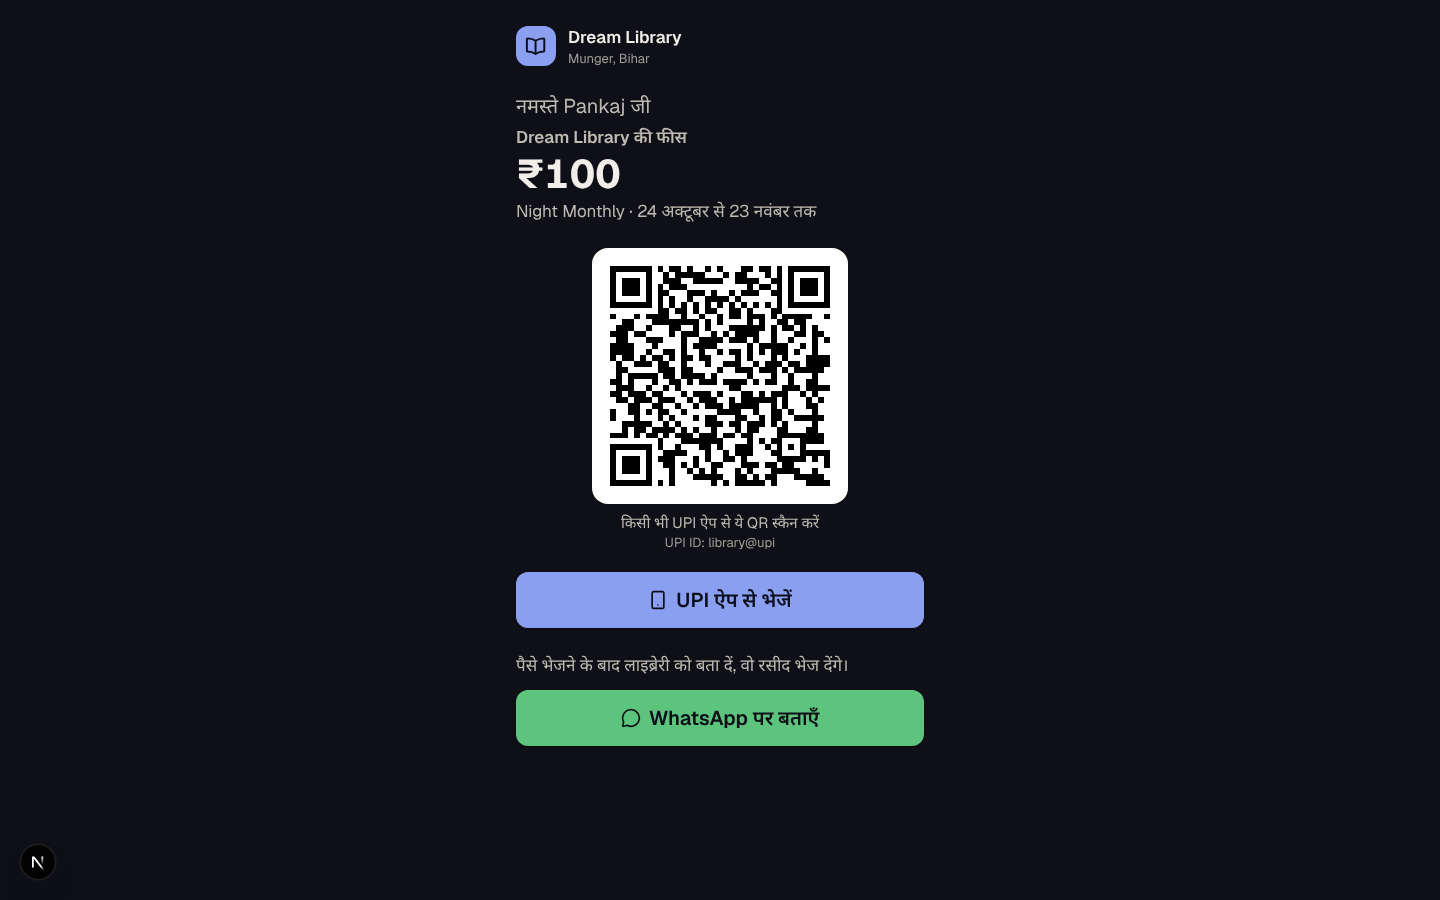 Dream Library
Munger, Bihar
नमस्ते Pankaj जी
Dream Library की फीस
₹100
Night Monthly · 24 अक्टूबर से 23 नवंबर तक
किसी भी UPI ऐप से ये QR स्कैन करें
UPI ID: library@upi
UPI ऐप से भेजें
पैसे भेजने के बाद लाइब्रेरी को बता दें, वो रसीद भेज देंगे।
WhatsApp पर बताएँ
N